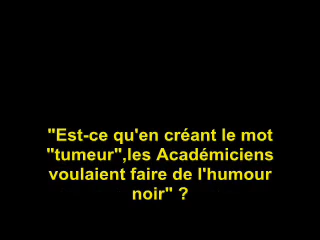 "Est-ce qu'en créant le mot
"tumeur",les Académiciens
voulaient faire de l'humour
noir" ?